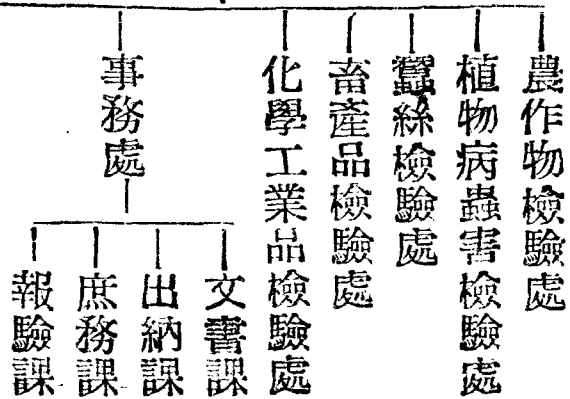 農作物檢驗處
植物病蟲害檢驗處
蠶絲檢驗處
畜產品檢驗處
化學工業品檢驗處
事務處
文書課
出納課
庶務課
報驗課